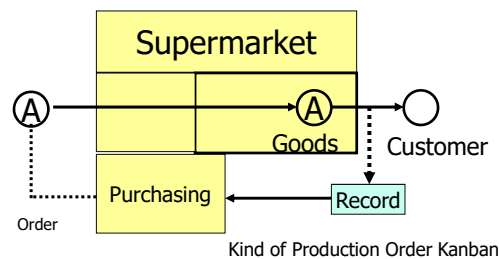 Supermarket
A
A
Goods
Customer
Purchasing
Record
Order
Kind of Production Order Kanban